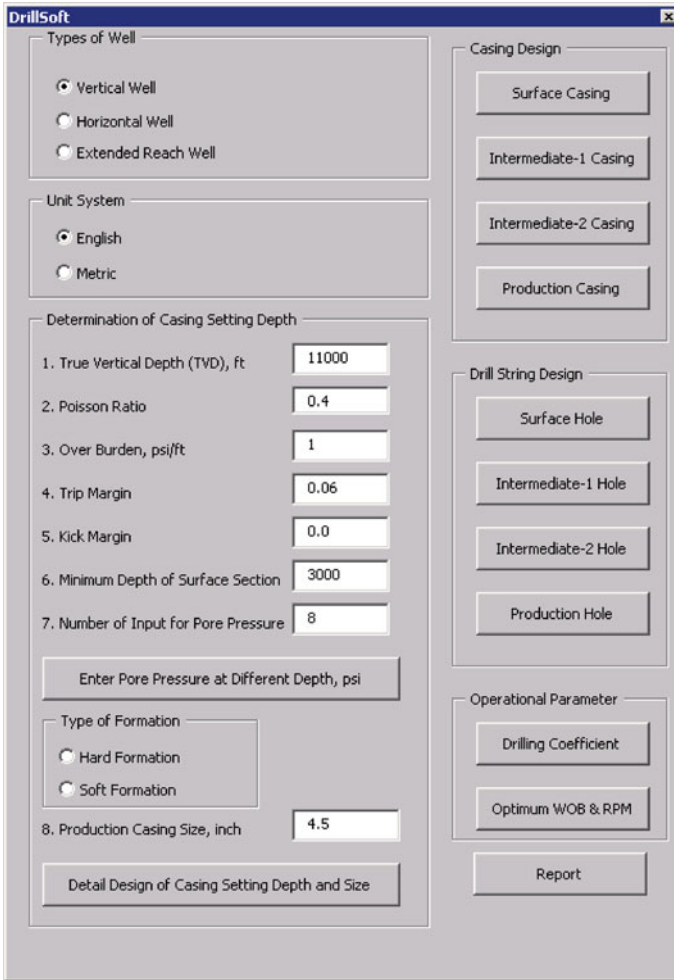 DrillSoft
Types of Well
Vertical Well
Horizontal Well
Extended Reach Well
Unit System
English
Metric
Determination of Casing Setting Depth
1. True Vertical Depth (TVD), ft 11000
2. Poisson Ratio 0.4
3. Over Burden, psi/ft 1
4. Trip Margin 0.06
5. Kick Margin 0.0
6. Minimum Depth of Surface Section 3000
7. Number of Input for Pore Pressure 8
Enter Pore Pressure at Different Depth, psi
Type of Formation
Hard Formation
Soft Formation
8. Production Casing Size, inch 4.5
Detail Design of Casing Setting Depth and Size
Casing Design
Surface Casing
Intermediate-1 Casing
Intermediate-2 Casing
Production Casing
Drill String Design
Surface Hole
Intermediate-1 Hole
Intermediate-2 Hole
Production Hole
Operational Parameter
Drilling Coefficient
Optimum WOB & RPM
Report